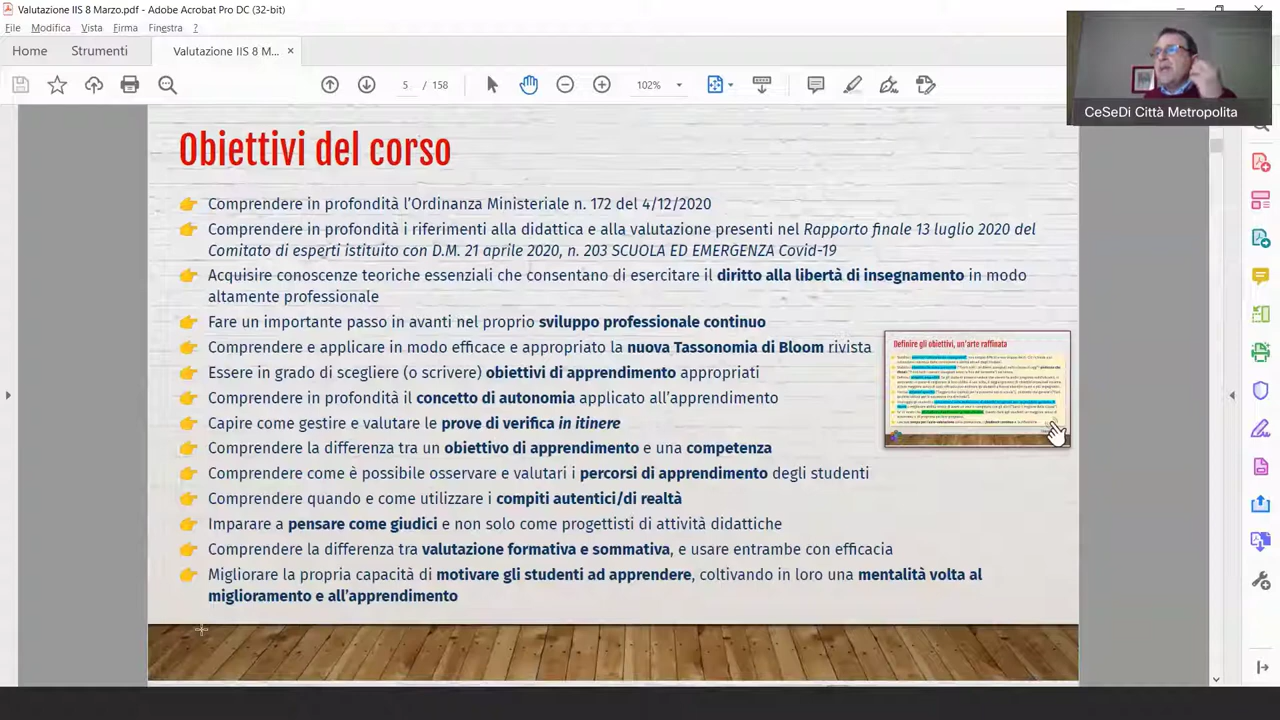 Valutazione IIS 8 Marzo.pdf - Adobe Acrobat Pro DC (32-bit)
File Modifica Vista Firma Finestra ?
Home Strumenti Valutazione IIS 8 M... ×
5 / 158 102%
CeSeDi Città Metropolita
Obiettivi del corso
Comprendere in profondità l’Ordinanza Ministeriale n. 172 del 4/12/2020
Comprendere in profondità i riferimenti alla didattica e alla valutazione presenti nel Rapporto finale 13 luglio 2020 del
Comitato di esperti istituito con D.M. 21 aprile 2020, n. 203 SCUOLA ED EMERGENZA Covid-19
Acquisire conoscenze teoriche essenziali che consentano di esercitare il diritto alla libertà di insegnamento in modo
altamente professionale
Fare un importante passo in avanti nel proprio sviluppo professionale continuo
Comprendere e applicare in modo efficace e appropriato la nuova Tassonomia di Bloom rivista
Essere in grado di scegliere (o scrivere) obiettivi di apprendimento appropriati
Comprendere in profondità il concetto di autonomia applicato all’apprendimento
Capire come gestire e valutare le prove di verifica in itinere
Comprendere la differenza tra un obiettivo di apprendimento e una competenza
Comprendere come è possibile osservare e valutari i percorsi di apprendimento degli studenti
Comprendere quando e come utilizzare i compiti autentici/di realtà
Imparare a pensare come giudici e non solo come progettisti di attività didattiche
Comprendere la differenza tra valutazione formativa e sommativa, e usare entrambe con efficacia
Migliorare la propria capacità di motivare gli studenti ad apprendere, coltivando in loro una mentalità volta al
miglioramento e all’apprendimento
Definire gli obiettivi, un’arte raffinata